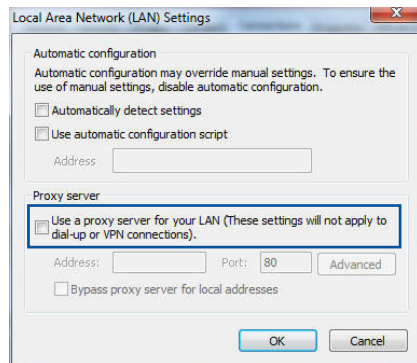 Local Area Network (LAN) Settings
Automatic configuration
Automatic configuration may override manual settings. To ensure the
use of manual settings, disable automatic configuration.
Automatically detect settings
Use automatic configuration script
Address
Proxy server
Use a proxy server for your LAN (These settings will not apply to
dial-up or VPN connections).
Address: Port: 80 Advanced
Bypass proxy server for local addresses
OK Cancel